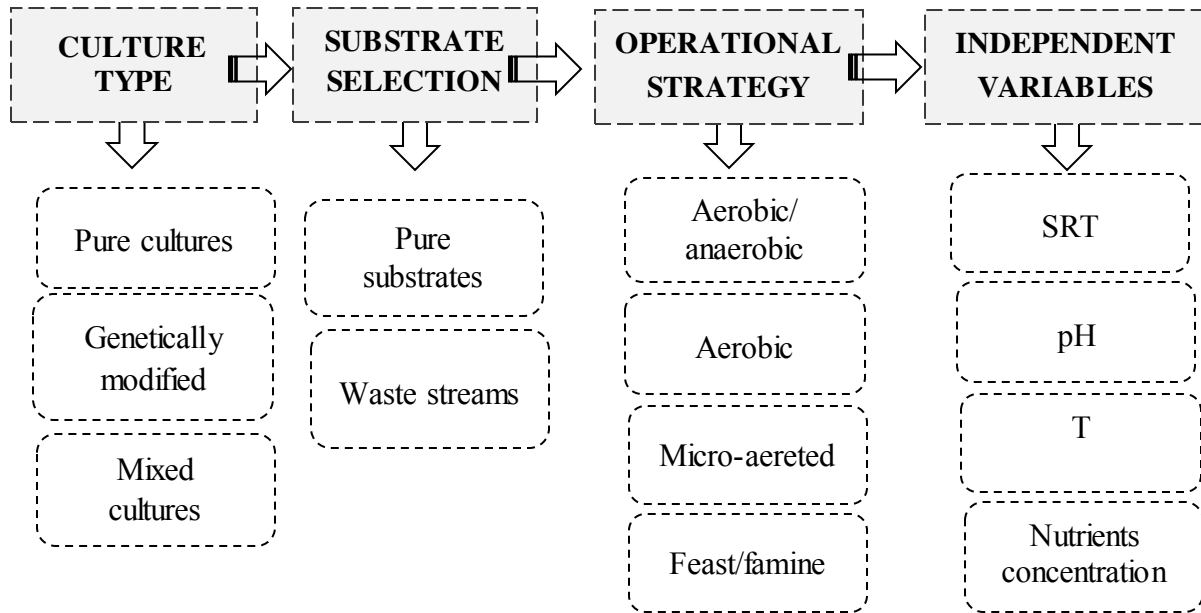 CULTURE
TYPE
SUBSTRATE
SELECTION
OPERATIONAL
STRATEGY
INDEPENDENT
VARIABLES
Pure cultures
Genetically
modified
Mixed
cultures
Pure
substrates
Waste streams
Aerobic/
anaerobic
Aerobic
Micro-aereted
Feast/famine
SRT
pH
T
Nutrients
concentration